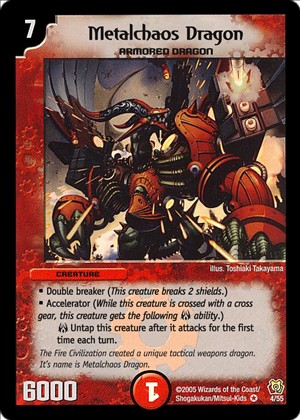 7
Metalchaos Dragon
ARMORED DRAGON
illus. Toshiaki Takayama
CREATURE
• Double breaker (This creature breaks 2 shields.)
• Accelerator (While this creature is crossed with a cross
gear, this creature gets the following ability.)
Untap this creature after it attacks for the first
time each turn.
The Fire Civilization created a unique tactical weapons dragon.
It's name is Metalchaos Dragon.
6000
1
©2005 Wizards of the Coast/
Shogakukan/Mitsui-Kids
4/55